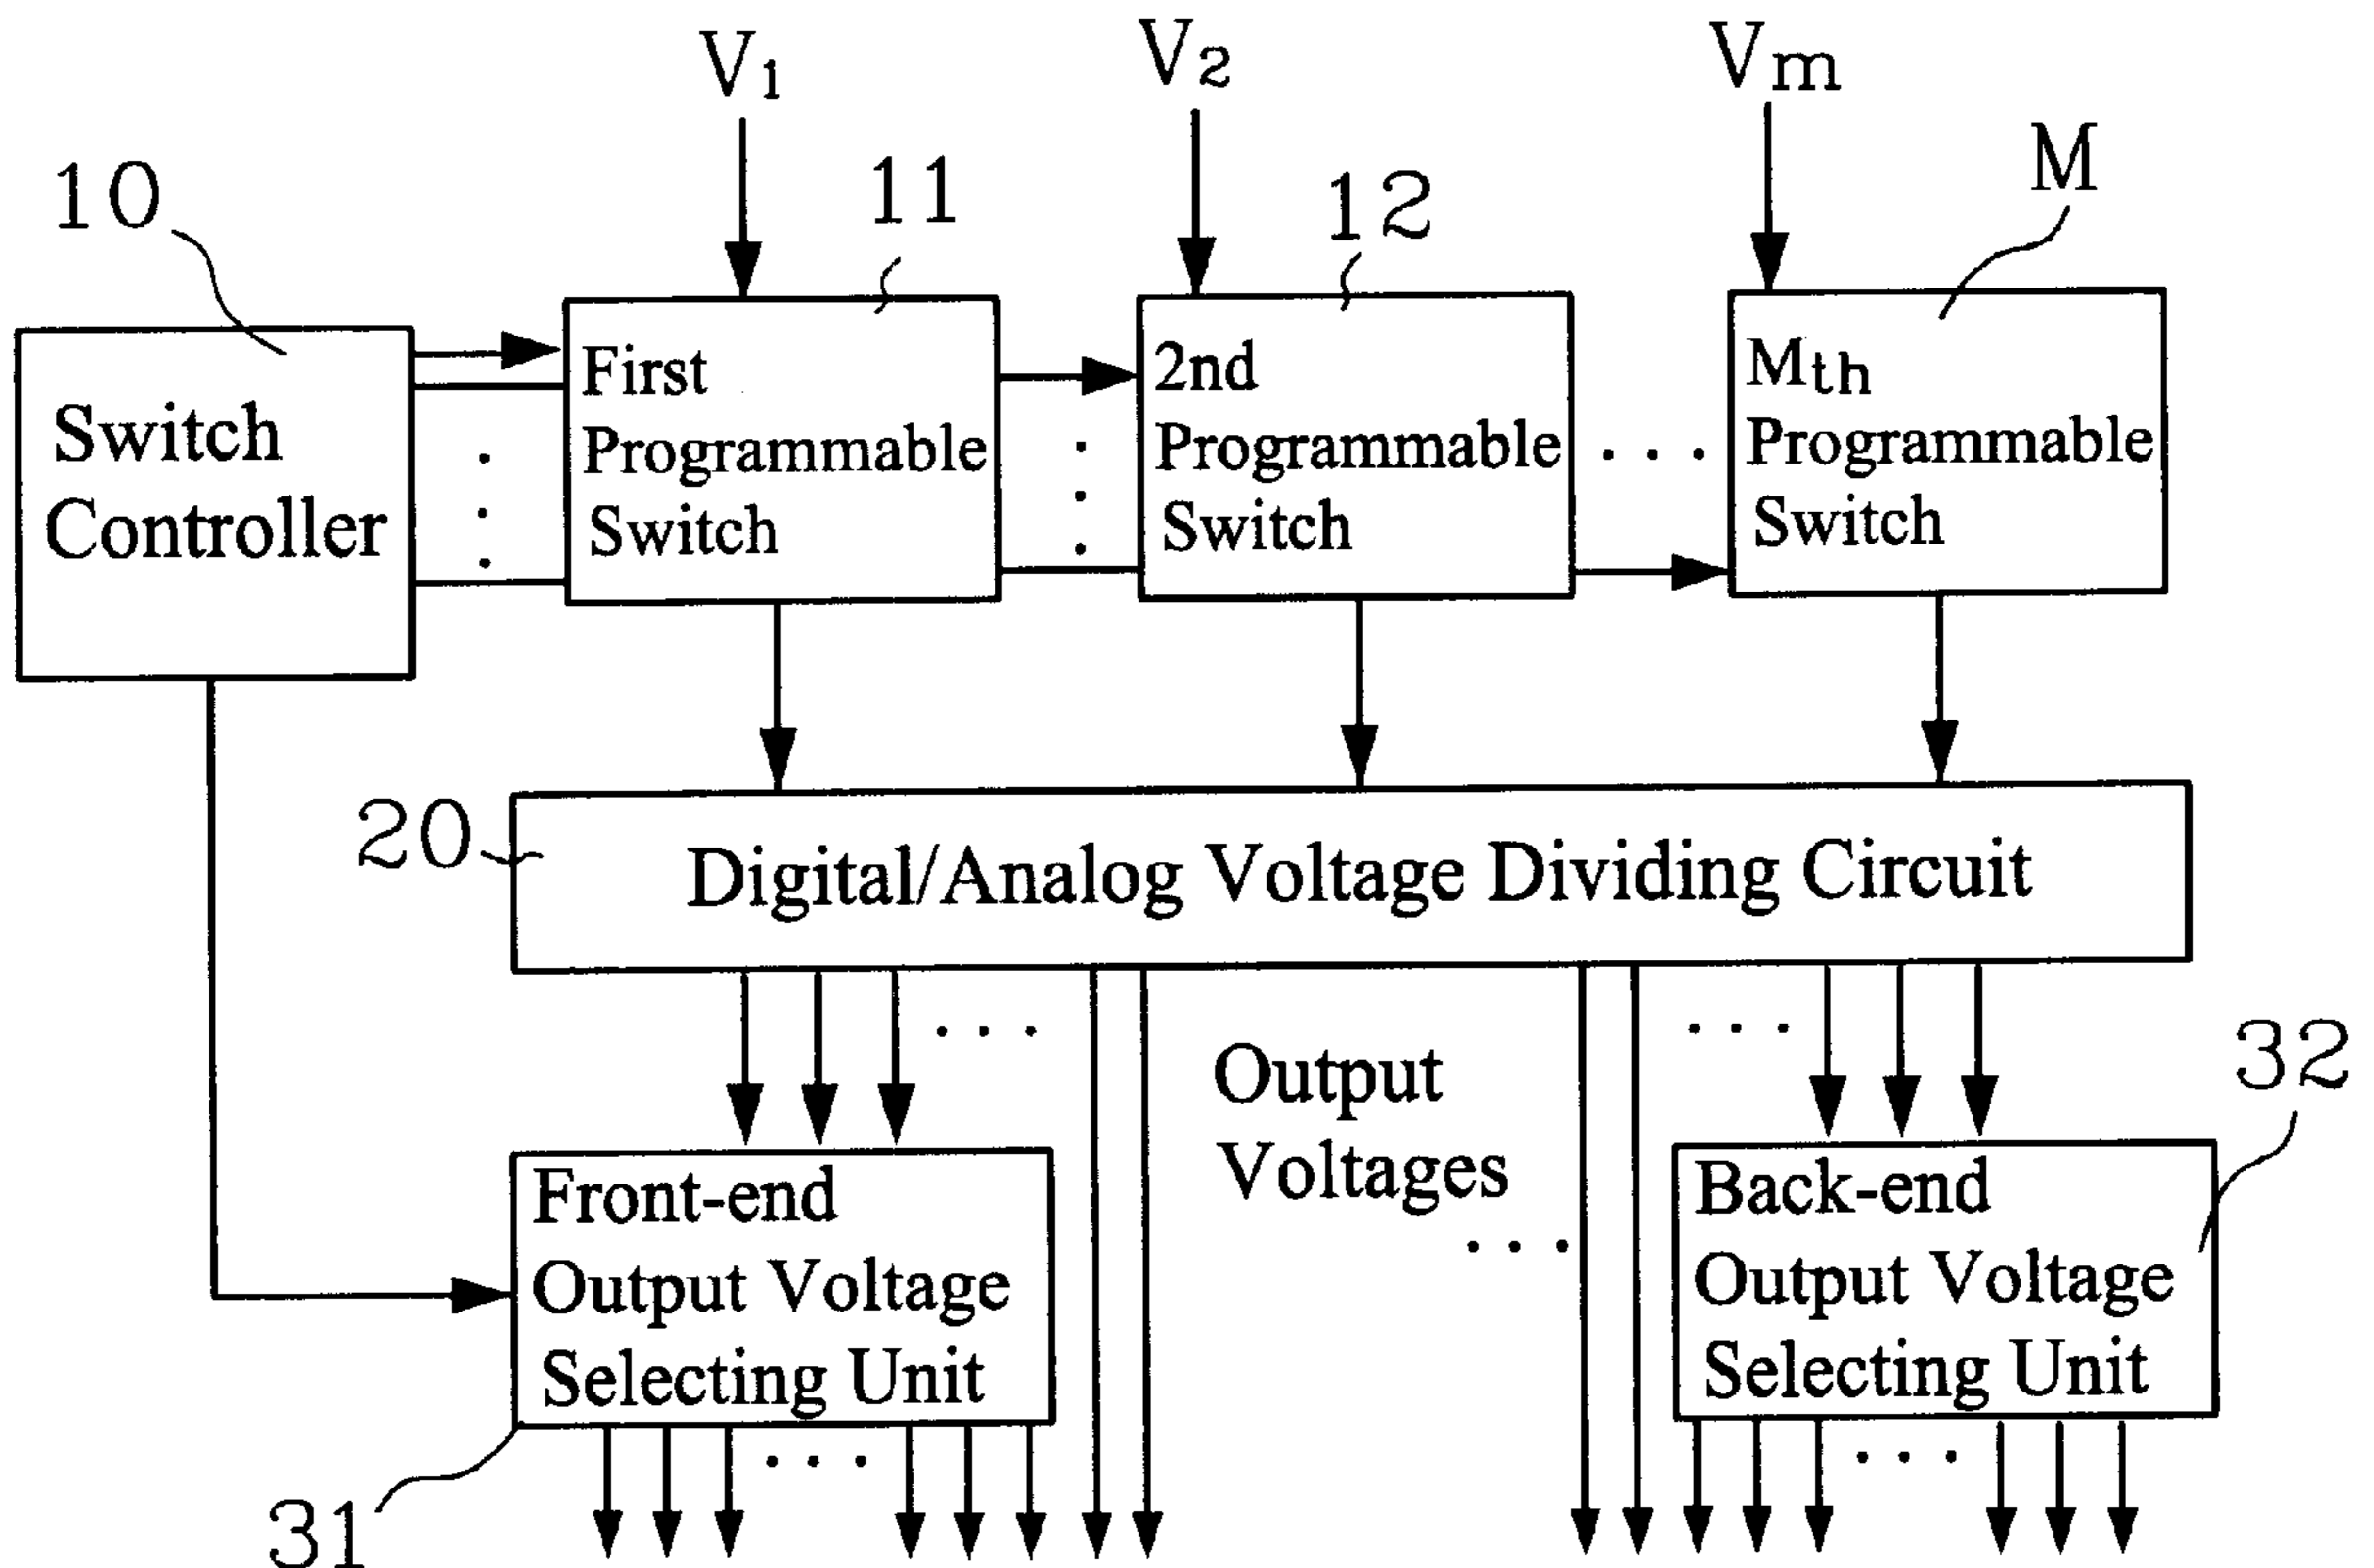 V1
V2
Vm
10
11
12
M
Switch
Controller
First
Programmable
Switch
2nd
Programmable
Switch
. . .
Mth
Programmable
Switch
20
Digital/Analog Voltage Dividing Circuit
. . .
Output
Voltages
. . .
. . .
32
Front-end
Output Voltage
Selecting Unit
Back-end
Output Voltage
Selecting Unit
. . .
. . .
31